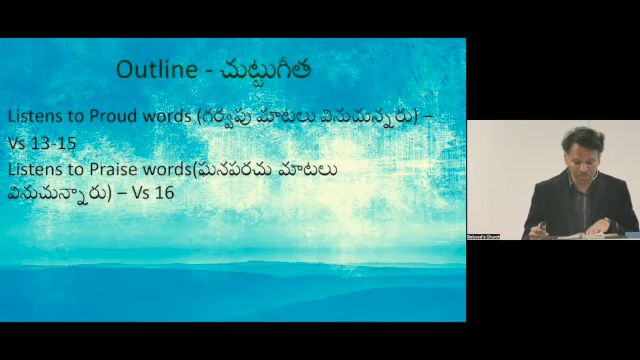 Outline - చుట్టుగీత
Listens to Proud words (గర్వపు మాటలు వినుచున్నరు) –
Vs 13-15
Listens to Praise words(ఘనపరచు మాటలు
వినుచున్నారు) – Vs 16